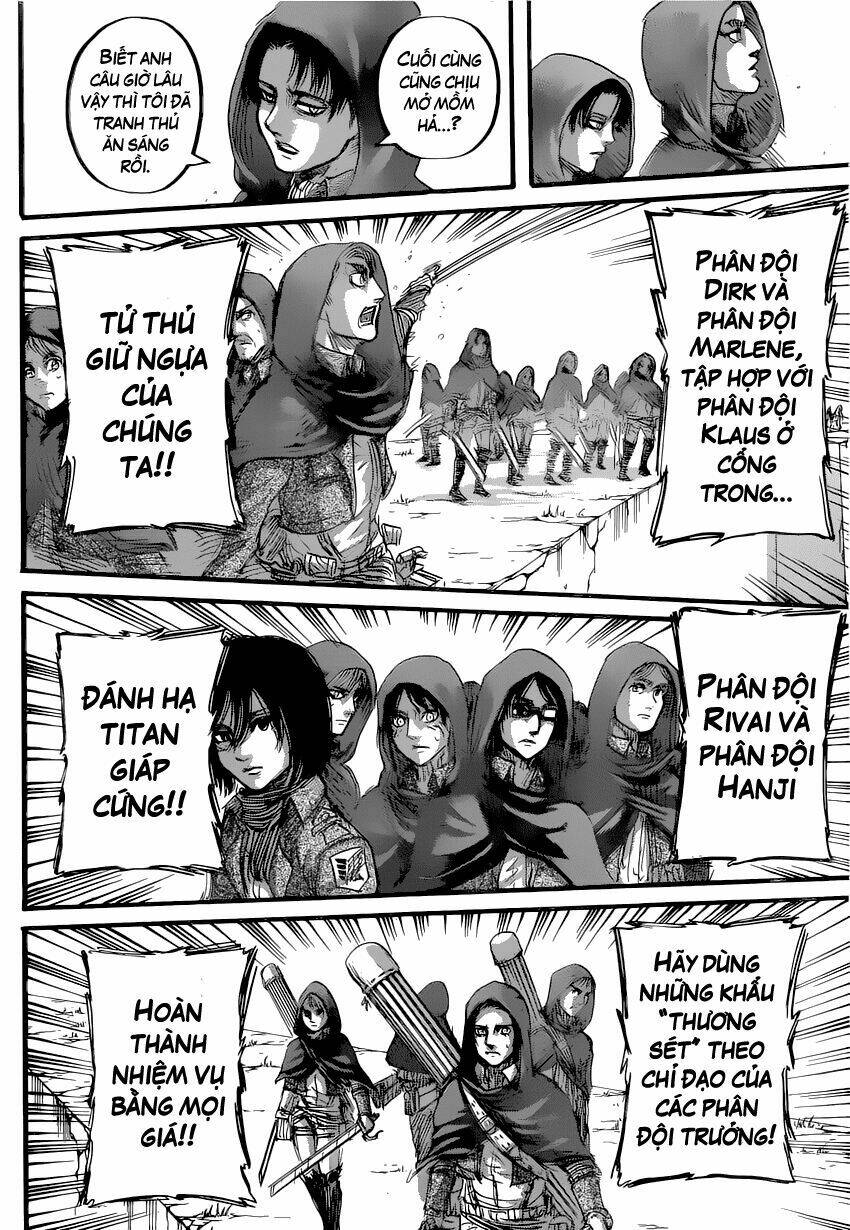 CUỐI CÙNG
CŨNG CHỊU
MỞ MỒM
HẢ...?
BIẾT ANH
CÂU GIỜ LÂU
VẬY THÌ TÔI ĐÃ
TRANH THỦ
ĂN SÁNG
RỒI.
PHÂN ĐỘI
DIRK VÀ
PHÂN ĐỘI
MARLENE,
TẬP HỢP VỚI
PHÂN ĐỘI
KLAUS Ở
CỔNG
TRONG...
TỬ THỦ
GIỮ NGỰA
CỦA
CHÚNG
TA!!
PHÂN ĐỘI
RIVAI VÀ
PHÂN ĐỘI
HANJI
ĐÁNH HẠ
TITAN
GIÁP
CỨNG!!
HÃY DÙNG
NHỮNG KHẨU
"THƯƠNG
SÉT" THEO
CHỈ ĐẠO CỦA
CÁC PHÂN
ĐỘI TRƯỞNG!
HOÀN
THÀNH
NHIỆM VỤ
BẰNG MỌI
GIÁ!!